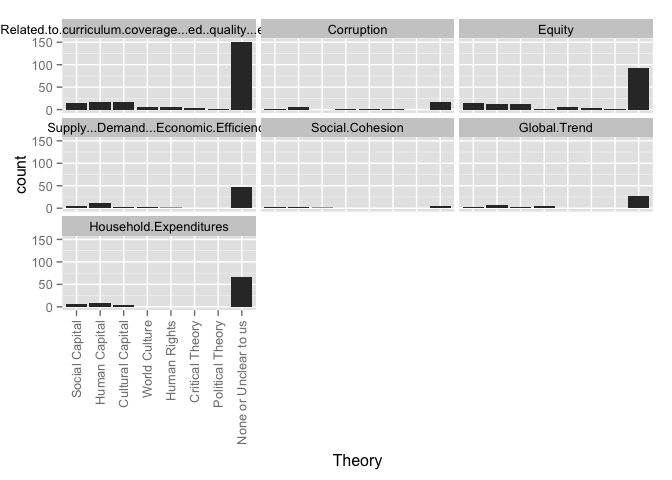 Related.to.curriculum.coverage...ed..quality...e
Corruption
Equity
150
100
50
0
Supply...Demand...Economic.Efficienc
Social.Cohesion
Global.Trend
150
100
50
0
Household.Expenditures
150
100
50
0
count
Social Capital
Human Capital
Cultural Capital
World Culture
Human Rights
Critical Theory
Political Theory
None or Unclear to us
Theory